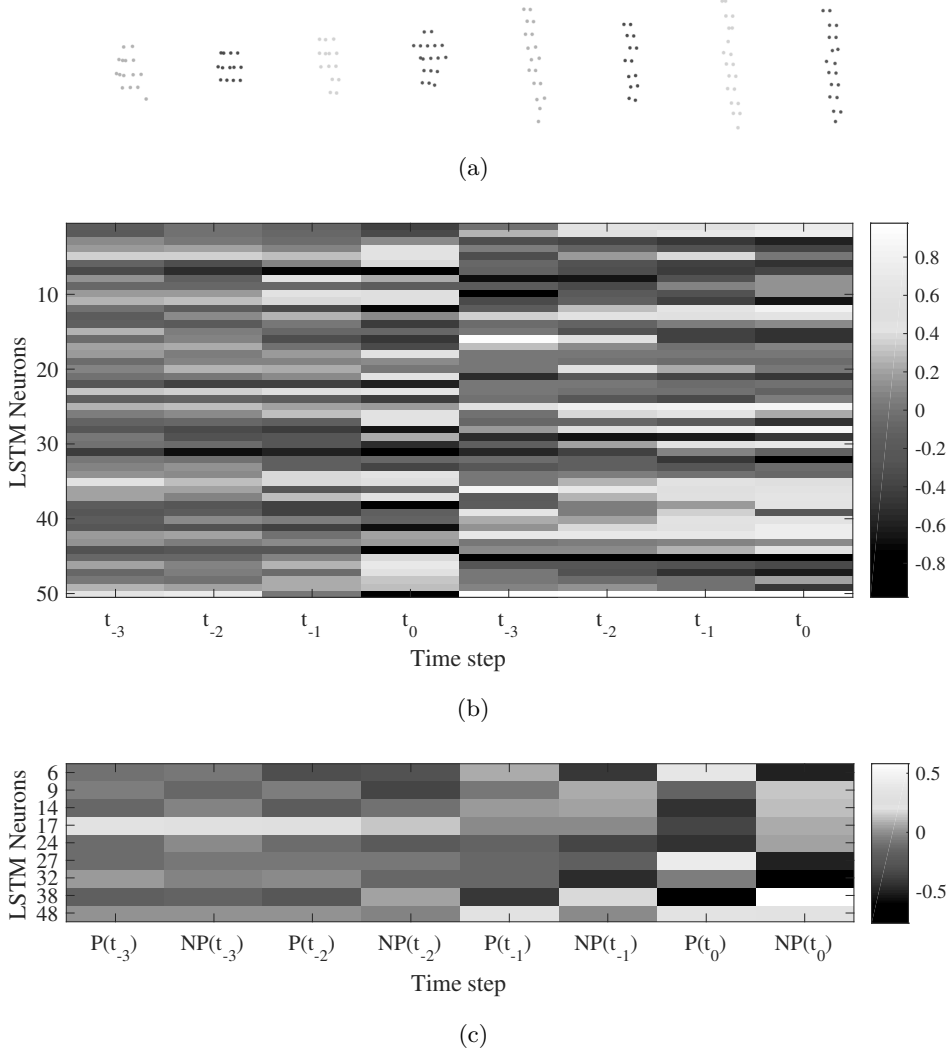 (a)
LSTM Neurons
10
20
30
40
50
t-3 t-2 t-1 t0 t-3 t-2 t-1 t0
Time step
0.8
0.6
0.4
0.2
0
-0.2
-0.4
-0.6
-0.8
(b)
LSTM Neurons
6
9
14
17
24
27
32
38
48
P(t-3) NP(t-3) P(t-2) NP(t-2) P(t-1) NP(t-1) P(t0) NP(t0)
Time step
0.5
0
-0.5
(c)